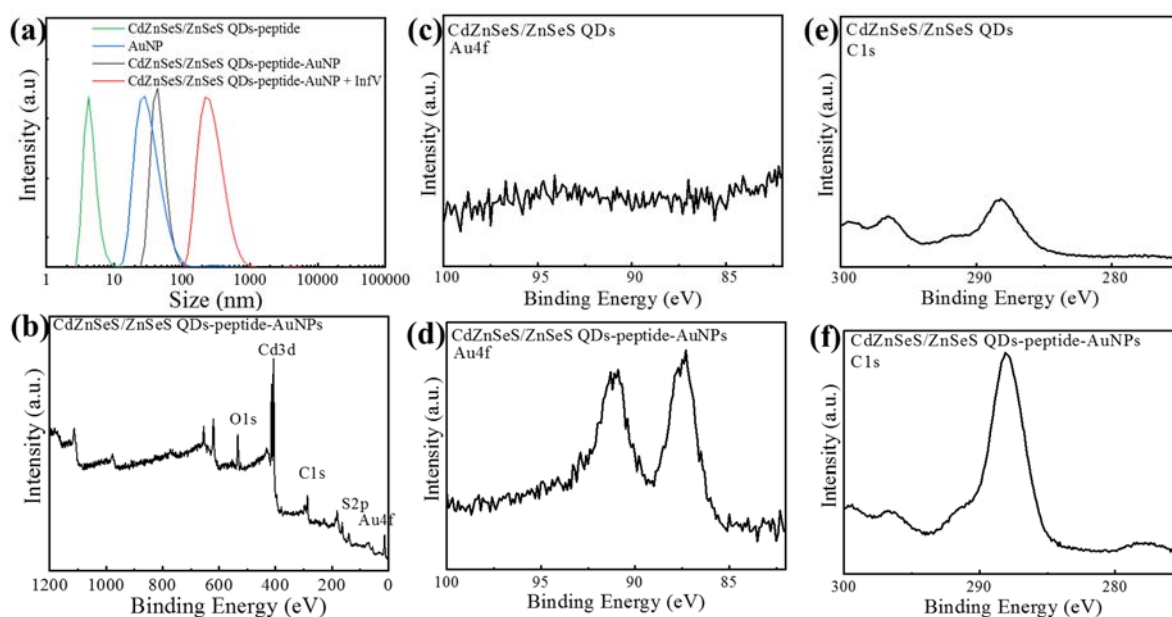 (a)
CdZnSeS/ZnSeS QDs-peptide
AuNP
CdZnSeS/ZnSeS QDs-peptide-AuNP
CdZnSeS/ZnSeS QDs-peptide-AuNP + InfV
Intensity (a.u)
1 10 100 1000 10000 100000
Size (nm)
(b)
CdZnSeS/ZnSeS QDs-peptide-AuNPs
Cd3d
O1s
C1s
S2p
Au4f
Intensity (a.u.)
1200 1000 800 600 400 200 0
Binding Energy (eV)
(c)
CdZnSeS/ZnSeS QDs
Au4f
Intensity (a.u.)
100 95 90 85
Binding Energy (eV)
(d)
CdZnSeS/ZnSeS QDs-peptide-AuNPs
Au4f
Intensity (a.u.)
100 95 90 85
Binding Energy (eV)
(e)
CdZnSeS/ZnSeS QDs
C1s
Intensity (a.u.)
300 288 280
Binding Energy (eV)
(f)
CdZnSeS/ZnSeS QDs-peptide-AuNPs
C1s
Intensity (a.u.)
300 288 280
Binding Energy (eV)